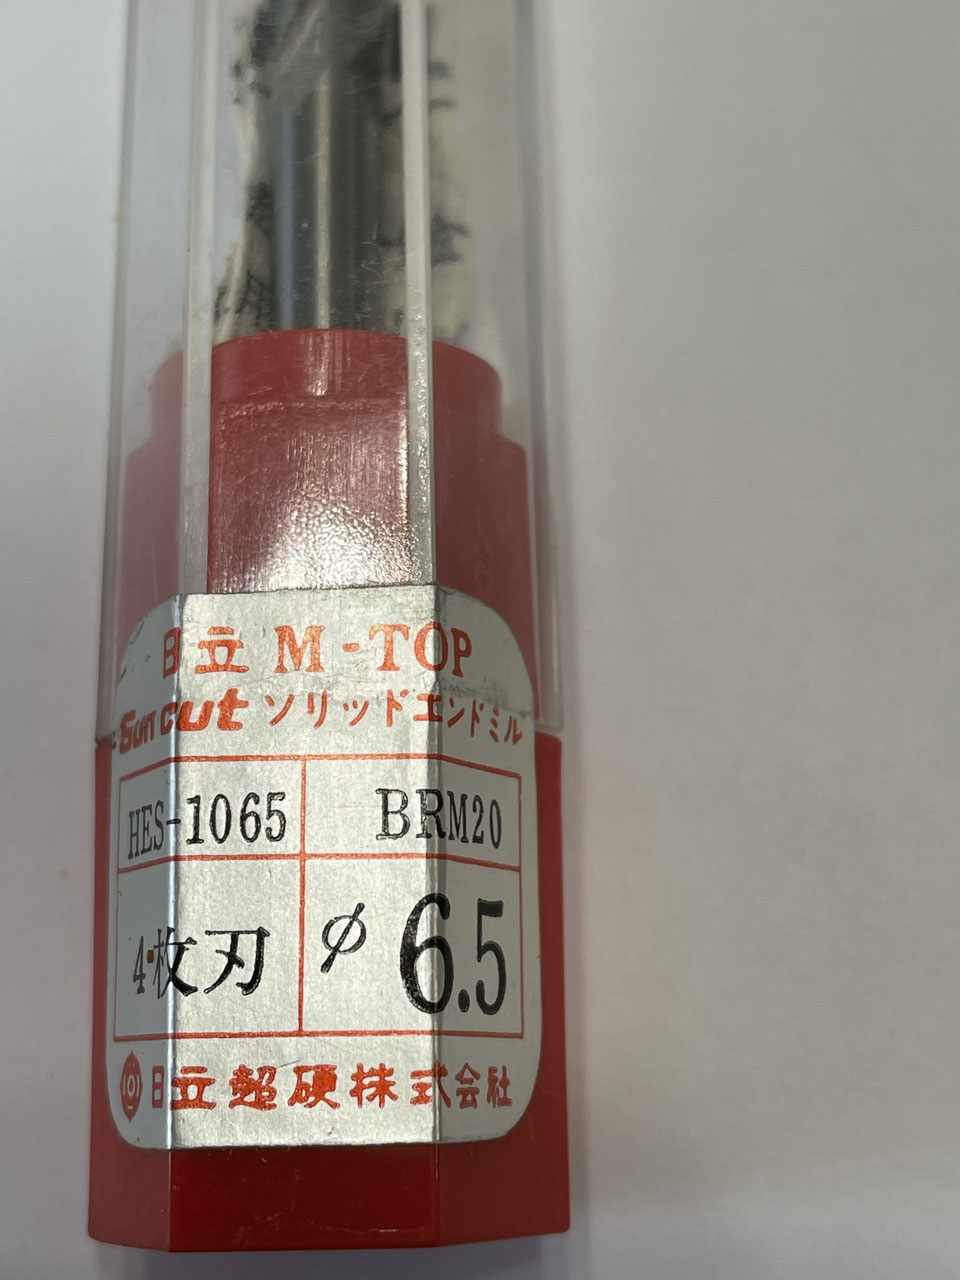 日立 M-TOP
Suncut ソリッドエンドミル
HES-1065 BRM20
4枚刃 φ 6.5
日立超硬株式会社